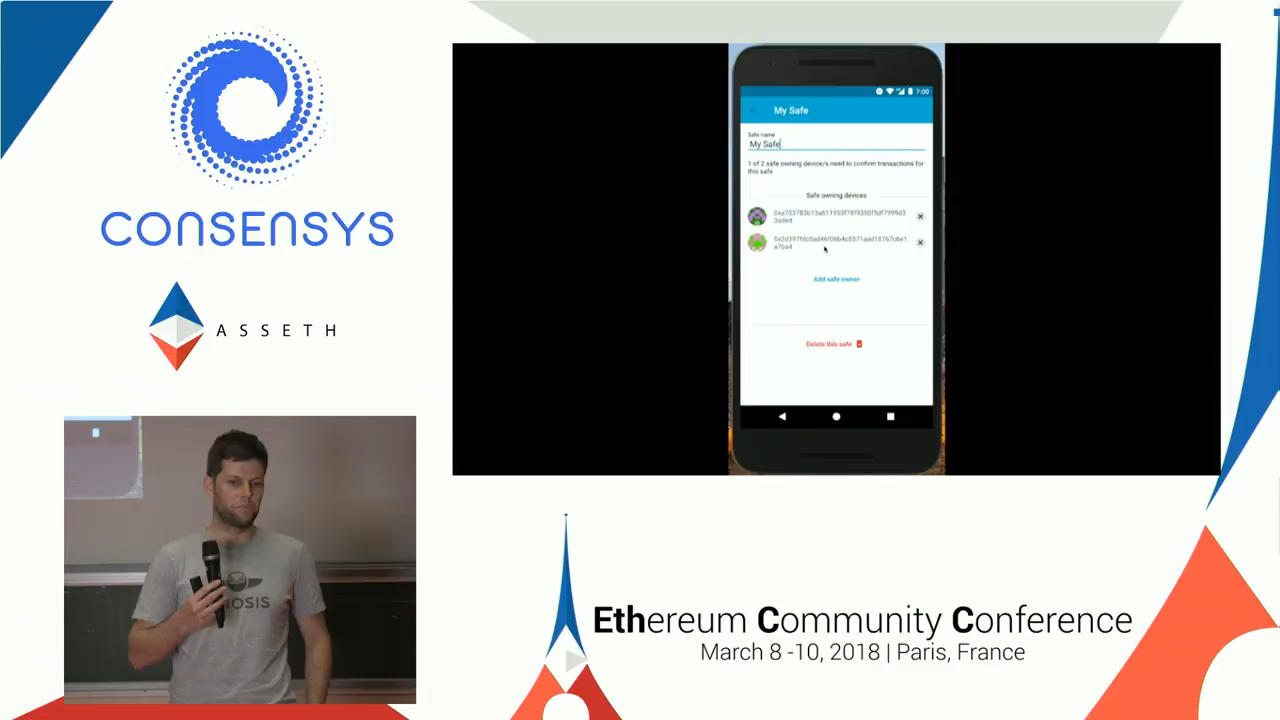 CONSENSYS
ASSETH
7:00
My Safe
Safe name
My Safe
1 of 2 safe owning device/s need to confirm transactions for
this safe
Safe owning devices
Add safe owner
Delete this safe
Ethereum Community Conference
March 8 -10, 2018 | Paris, France